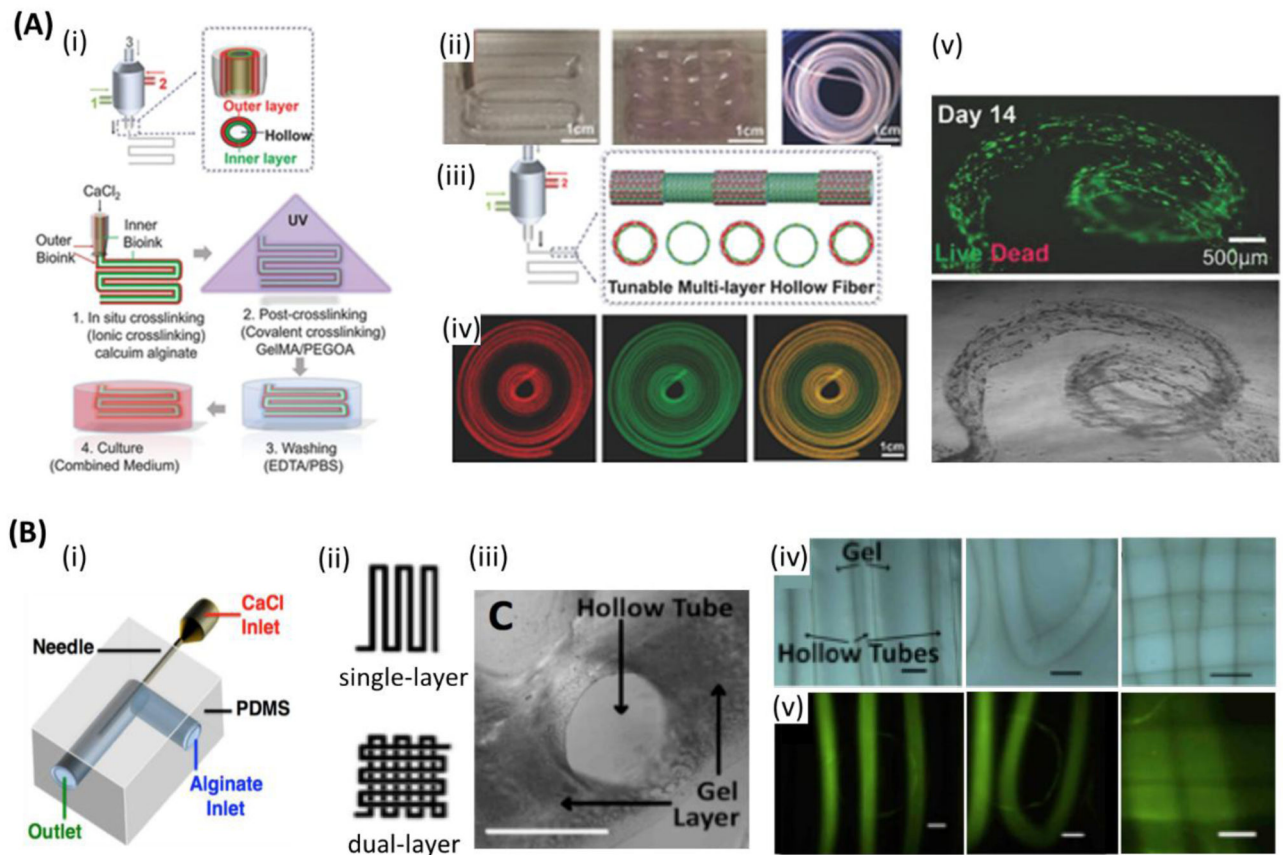 (A)
(i)
3
2
1
Outer layer
Hollow
Inner layer
CaCl2
Inner
Bioink
Outer
Bioink
UV
1. In situ crosslinking
(Ionic crosslinking)
calcuim alginate
2. Post-crosslinking
(Covalent crosslinking)
GelMA/PEGOA
4. Culture
(Combined Medium)
3. Washing
(EDTA/PBS)
(ii)
1cm
1cm
1cm
(iii)
2
1
Tunable Multi-layer Hollow Fiber
(iv)
1cm
(v)
Day 14
Live Dead
500µm
(B)
(i)
CaCl
Inlet
Needle
PDMS
Alginate
Inlet
Outlet
(ii)
single-layer
dual-layer
(iii)
C
Hollow Tube
Gel
Layer
(iv)
Gel
Hollow Tubes
(v)